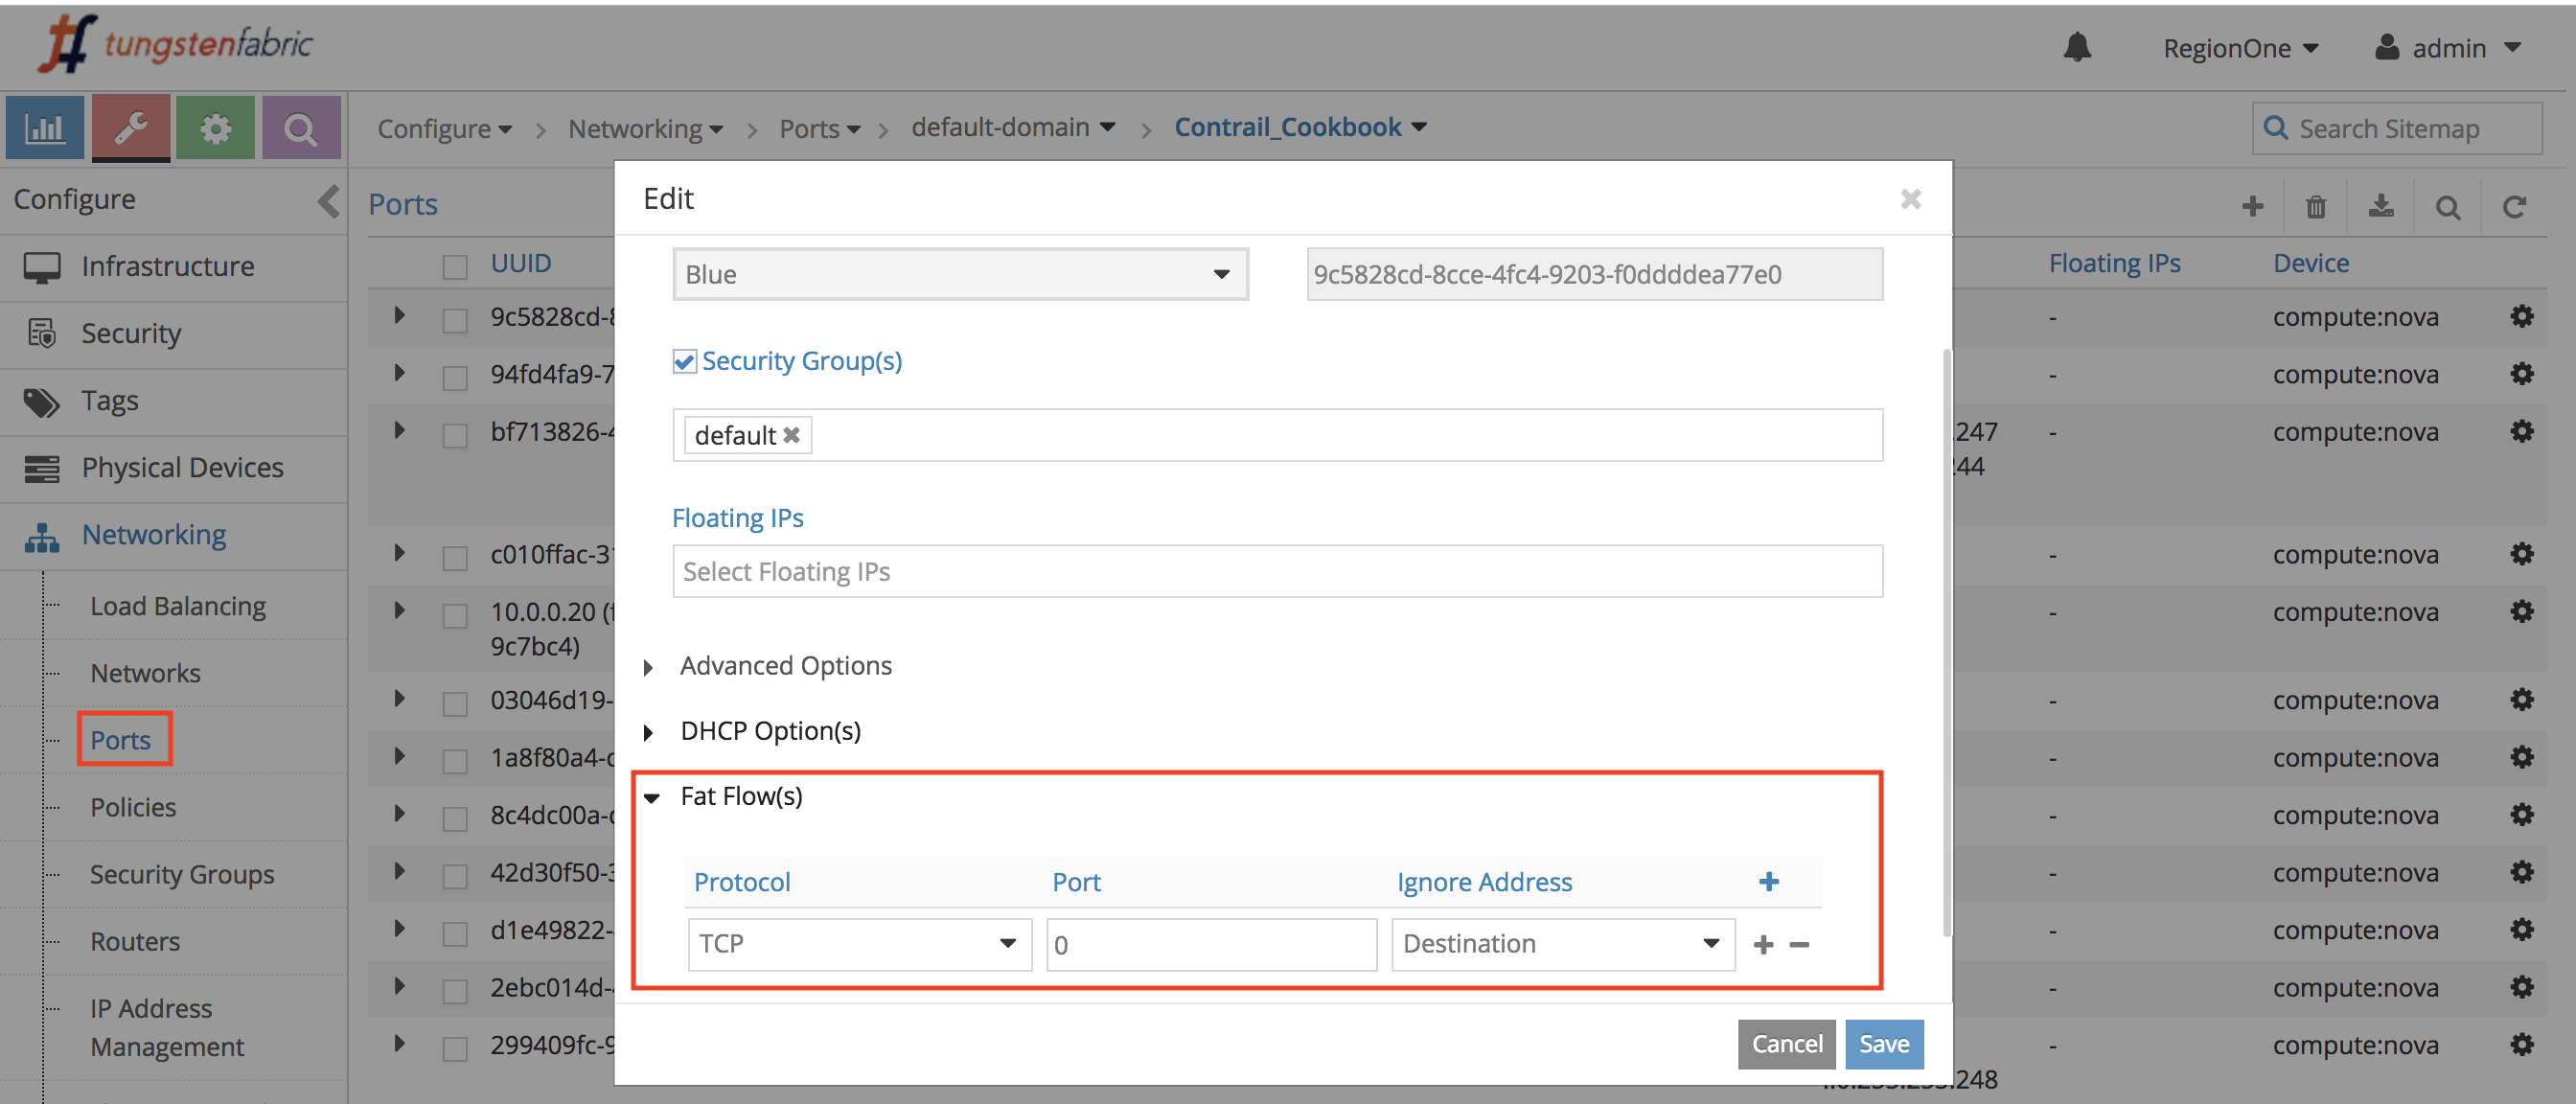 tungstenfabric
RegionOne
admin
Configure > Networking > Ports > default-domain > Contrail_Cookbook
Search Sitemap
Configure
Infrastructure
Security
Tags
Physical Devices
Networking
Load Balancing
Networks
Ports
Policies
Security Groups
Routers
IP Address
Management
Ports
UUID
Floating IPs
Device
9c5828cd-8
-
compute:nova
94fd4fa9-7
-
compute:nova
bf713826-4
.247
-
compute:nova
244
c010ffac-31
-
compute:nova
10.0.0.20 (f
9c7bc4)
-
compute:nova
03046d19-
-
compute:nova
1a8f80a4-c
-
compute:nova
8c4dc00a-c
-
compute:nova
42d30f50-3
-
compute:nova
d1e49822-
-
compute:nova
2ebc014d-4
-
compute:nova
299409fc-9
-
compute:nova
.248
Edit
Blue
9c5828cd-8cce-4fc4-9203-f0ddddea77e0
Security Group(s)
default
Floating IPs
Select Floating IPs
Advanced Options
DHCP Option(s)
Fat Flow(s)
Protocol
Port
Ignore Address
TCP
0
Destination
Cancel
Save